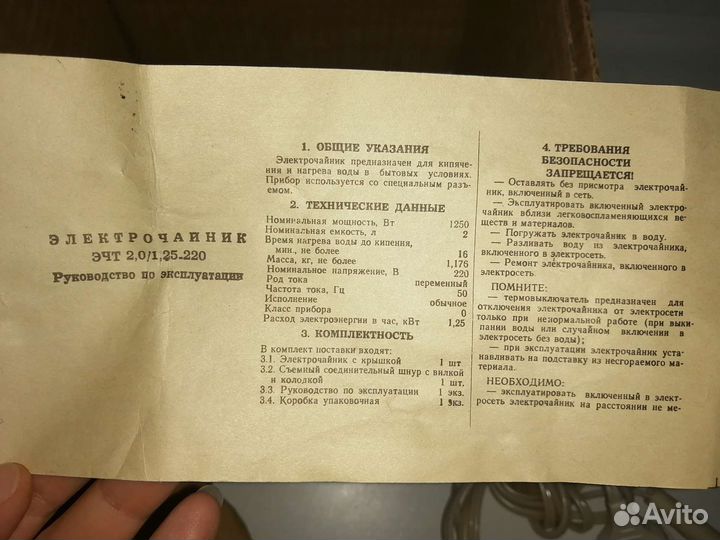 ЭЛЕКТРОЧАЙНИК
ЭЧТ 2,0/1,25-220
Руководство по эксплуатации
1. ОБЩИЕ УКАЗАНИЯ
Электрочайник предназначен для кипяче-
ния и нагрева воды в бытовых условиях.
Прибор используется со специальным разъ-
емом.
2. ТЕХНИЧЕСКИЕ ДАННЫЕ
Номинальная мощность, Вт 1250
Номинальная емкость, л 2
Время нагрева воды до кипения,
мин., не более 16
Масса, кг, не более 1,176
Номинальное напряжение, В 220
Род тока переменный
Частота тока, Гц 50
Исполнение обычное
Класс прибора 0
Расход электроэнергии в час, кВт 1,25
3. КОМПЛЕКТНОСТЬ
В комплект поставки входят:
3.1. Электрочайник с крышкой 1 шт.
3.2. Съемный соединительный шнур с вилкой
и колодкой 1 шт.
3.3. Руководство по эксплуатации 1 экз.
3.4. Коробка упаковочная 1 экз.
4. ТРЕБОВАНИЯ
БЕЗОПАСНОСТИ
ЗАПРЕЩАЕТСЯ!
— Оставлять без присмотра электрочай-
ник, включенный в сеть.
— Эксплуатировать включенный электро-
чайник вблизи легковоспламеняющихся ве-
ществ и материалов.
— Погружать электрочайник в воду.
— Разливать воду из электрочайника,
включенного в электросеть.
— Ремонт электрочайника, включенного в
электросеть
ПОМНИТЕ:
— термовыключатель предназначен для
отключения электрочайника от электросети
только при ненормальной работе (при выки-
пании воды или случайном включении в
электросеть без воды);
— при эксплуатации электрочайник уста-
навливать на подставку из несгораемого ма-
териала.
НЕОБХОДИМО:
— эксплуатировать включенный в элект-
росеть электрочайник на расстоянии не ме-
Avito